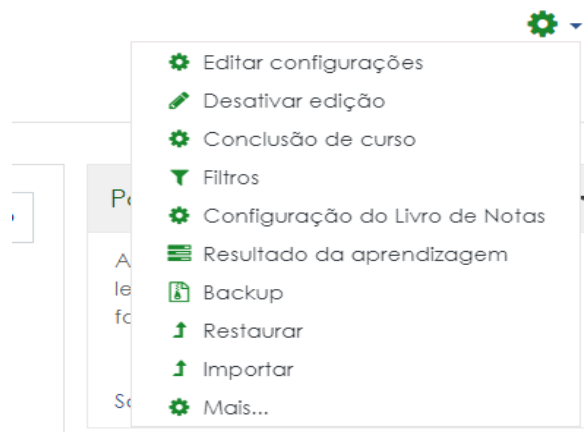 Editar configurações
Desativar edição
Conclusão de curso
Filtros
Configuração do Livro de Notas
Resultado da aprendizagem
Backup
Restaurar
Importar
Mais...